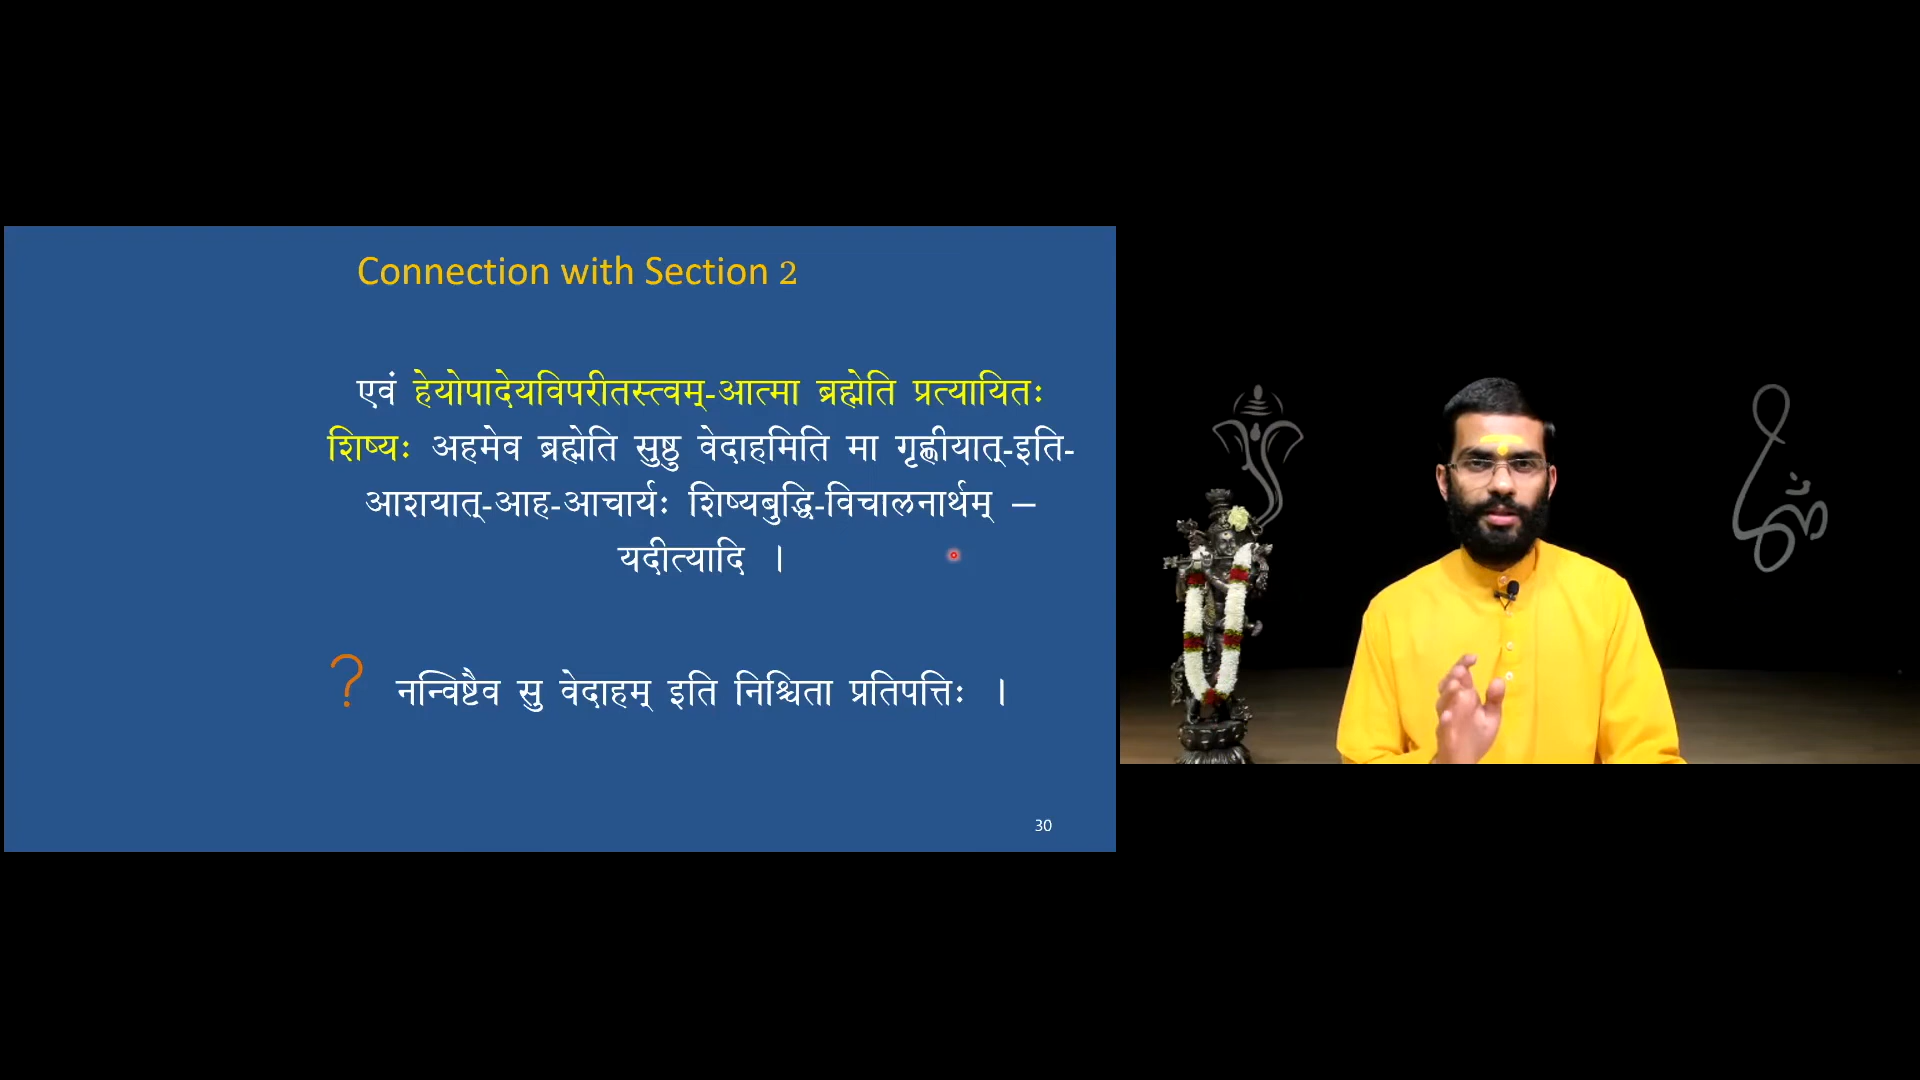 Connection with Section 2
एवं हेयोपादेयविपरीतस्त्वम्-आत्मा ब्रह्मेति प्रत्यायितः
शिष्यः अहमेव ब्रह्मेति सुष्ठु वेदाहमिति मा गृह्णीयात्-इति-
आशयात्-आह-आचार्यः शिष्यबुद्धि-विचालनार्थम् –
यदीत्यादि ।
? नन्विष्टैव सु वेदाहम् इति निश्चिता प्रतिपत्तिः ।
30